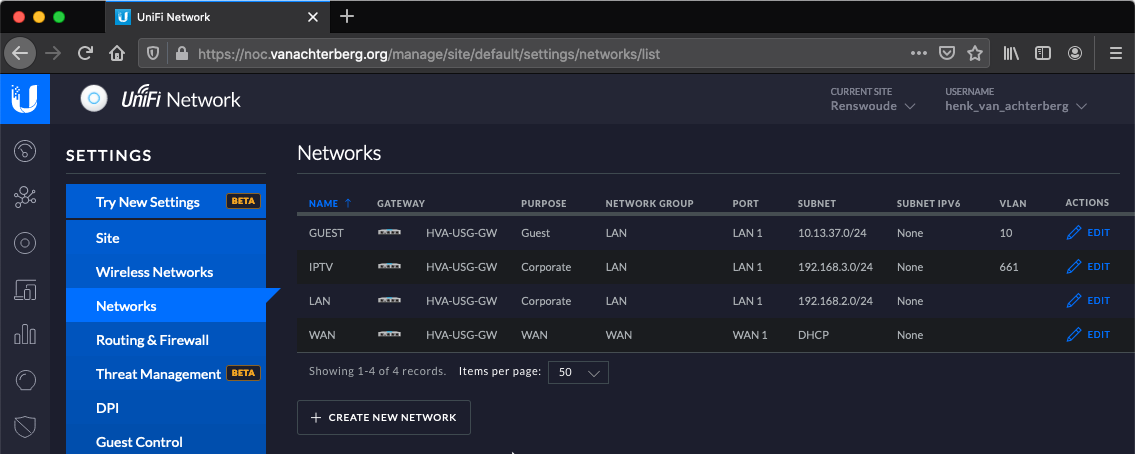 UniFi Network
https://noc.vanachterberg.org/manage/site/default/settings/networks/list
UniFi Network
CURRENT SITE
Renswoude
USERNAME
henk_van_achterberg
SETTINGS
Try New Settings BETA
Site
Wireless Networks
Networks
Routing & Firewall
Threat Management BETA
DPI
Guest Control
Networks
NAME ↑ GATEWAY PURPOSE NETWORK GROUP PORT SUBNET SUBNET IPV6 VLAN ACTIONS
GUEST HVA-USG-GW Guest LAN LAN 1 10.13.37.0/24 None 10 EDIT
IPTV HVA-USG-GW Corporate LAN LAN 1 192.168.3.0/24 None 661 EDIT
LAN HVA-USG-GW Corporate LAN LAN 1 192.168.2.0/24 None EDIT
WAN HVA-USG-GW WAN WAN WAN 1 DHCP None EDIT
Showing 1-4 of 4 records. Items per page: 50
+ CREATE NEW NETWORK